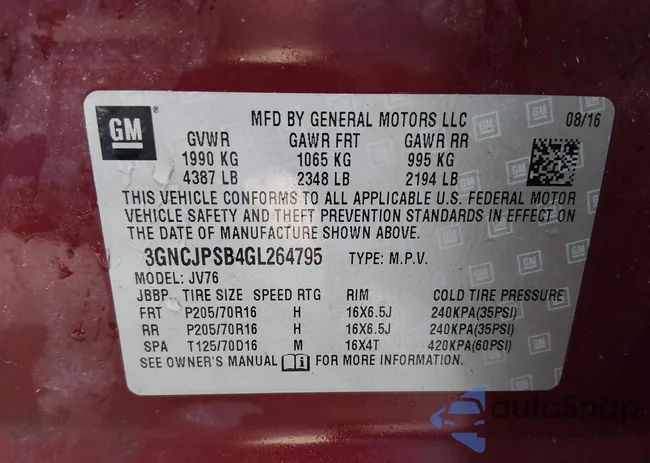 GM
MFD BY GENERAL MOTORS LLC 08/16
GVWR GAWR FRT GAWR RR
1990 KG 1065 KG 995 KG
4387 LB 2348 LB 2194 LB
THIS VEHICLE CONFORMS TO ALL APPLICABLE U.S. FEDERAL MOTOR
VEHICLE SAFETY AND THEFT PREVENTION STANDARDS IN EFFECT ON
THE DATE OF MANUFACTURE SHOWN ABOVE.
3GNCJPSB4GL264795 TYPE: M.P.V.
MODEL: JV76
JBBP TIRE SIZE SPEED RTG RIM COLD TIRE PRESSURE
FRT P205/70R16 H 16X6.5J 240KPA(35PSI)
RR P205/70R16 H 16X6.5J 240KPA(35PSI)
SPA T125/70D16 M 16X4T 420KPA(60PSI)
SEE OWNER'S MANUAL FOR MORE INFORMATION.
autoSnap